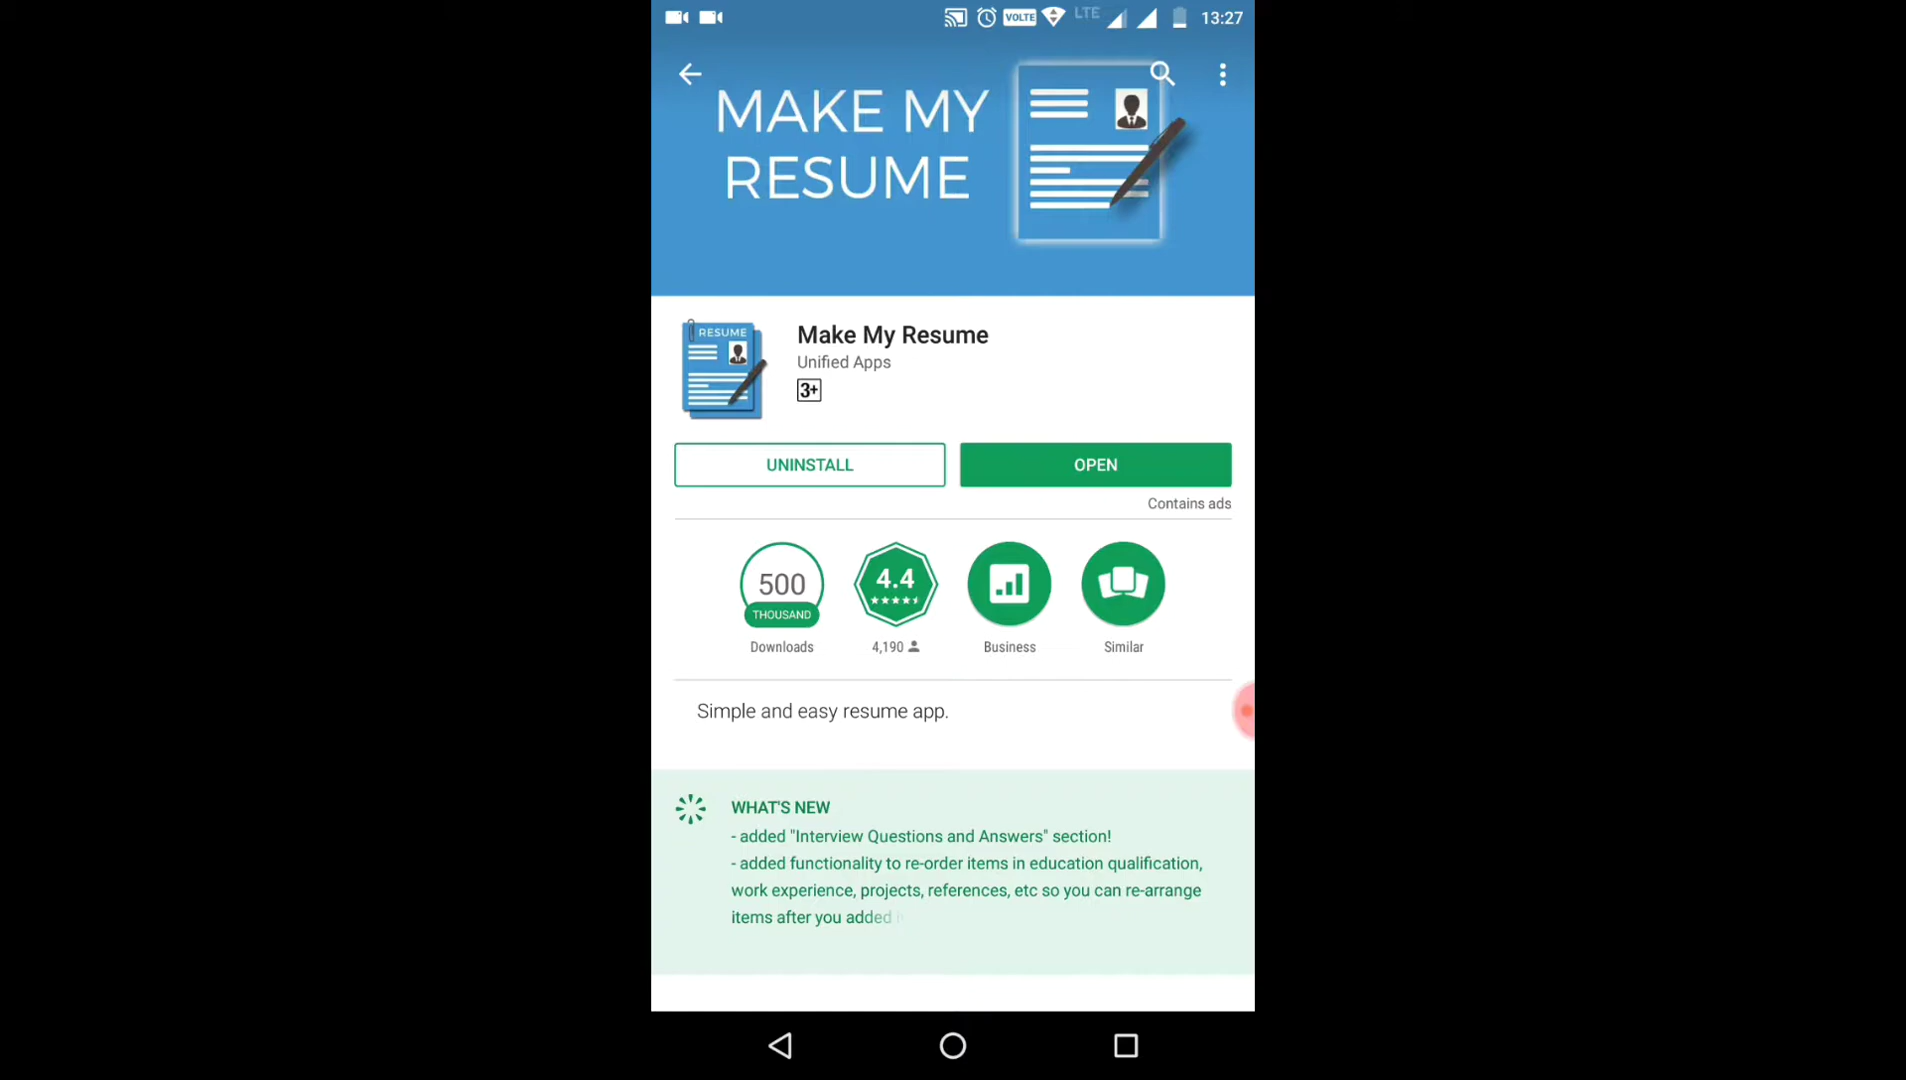 VOLTE LTE 13:27
MAKE MY
RESUME
RESUME
Make My Resume
Unified Apps
3+
UNINSTALL
OPEN
Contains ads
500
THOUSAND
4.4
Downloads
4,190
Business
Similar
Simple and easy resume app.
WHAT'S NEW
- added "Interview Questions and Answers" section!
- added functionality to re-order items in education qualification,
work experience, projects, references, etc so you can re-arrange
items after you added